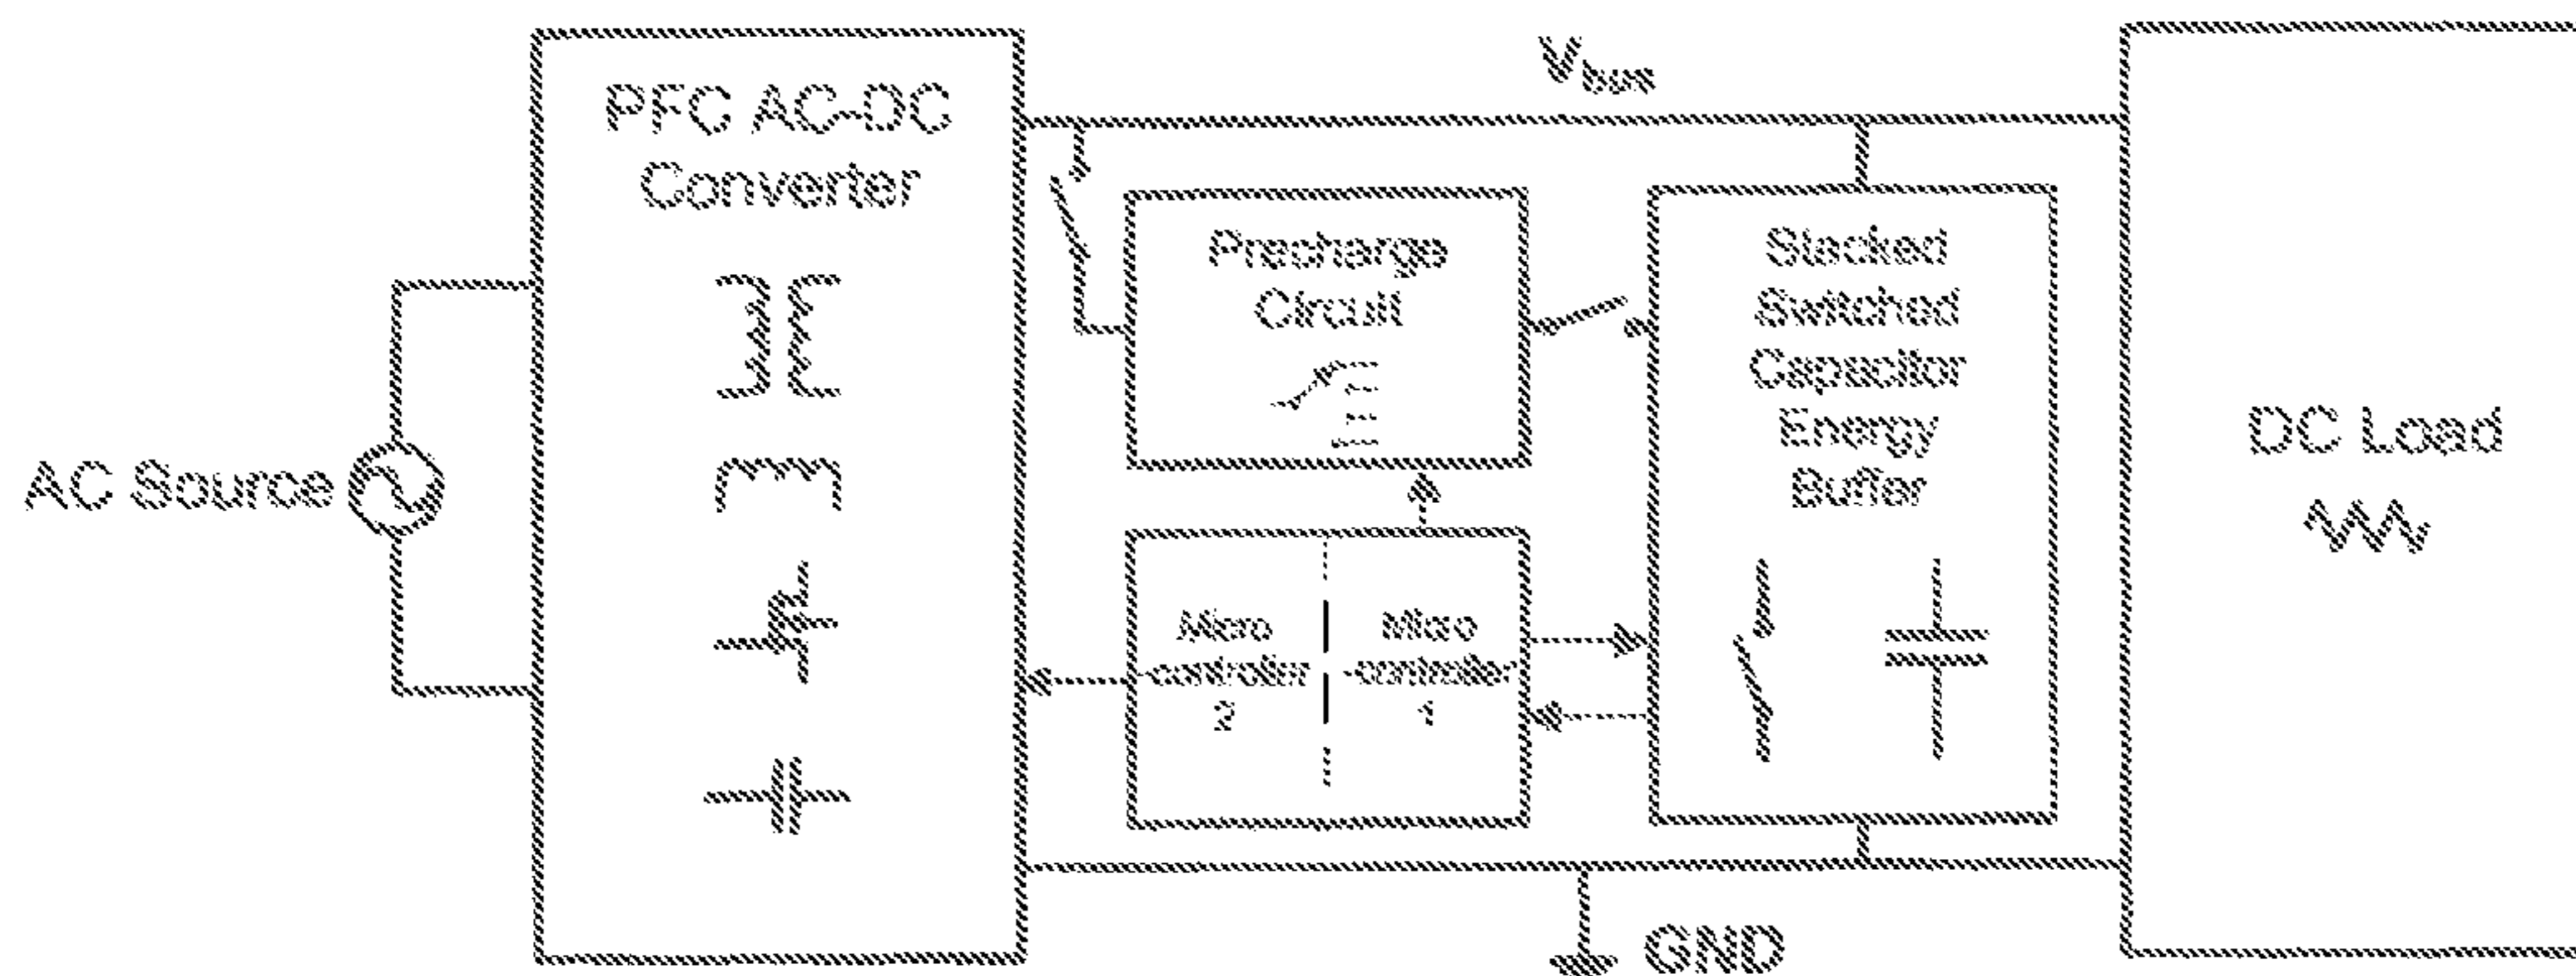 AC Source
PFC AC-DC
Converter
V bus
Precharge
Circuit
Micro
-controller
2
Micro
-controller
1
Stacked
Switched
Capacitor
Energy
Buffer
GND
DC Load